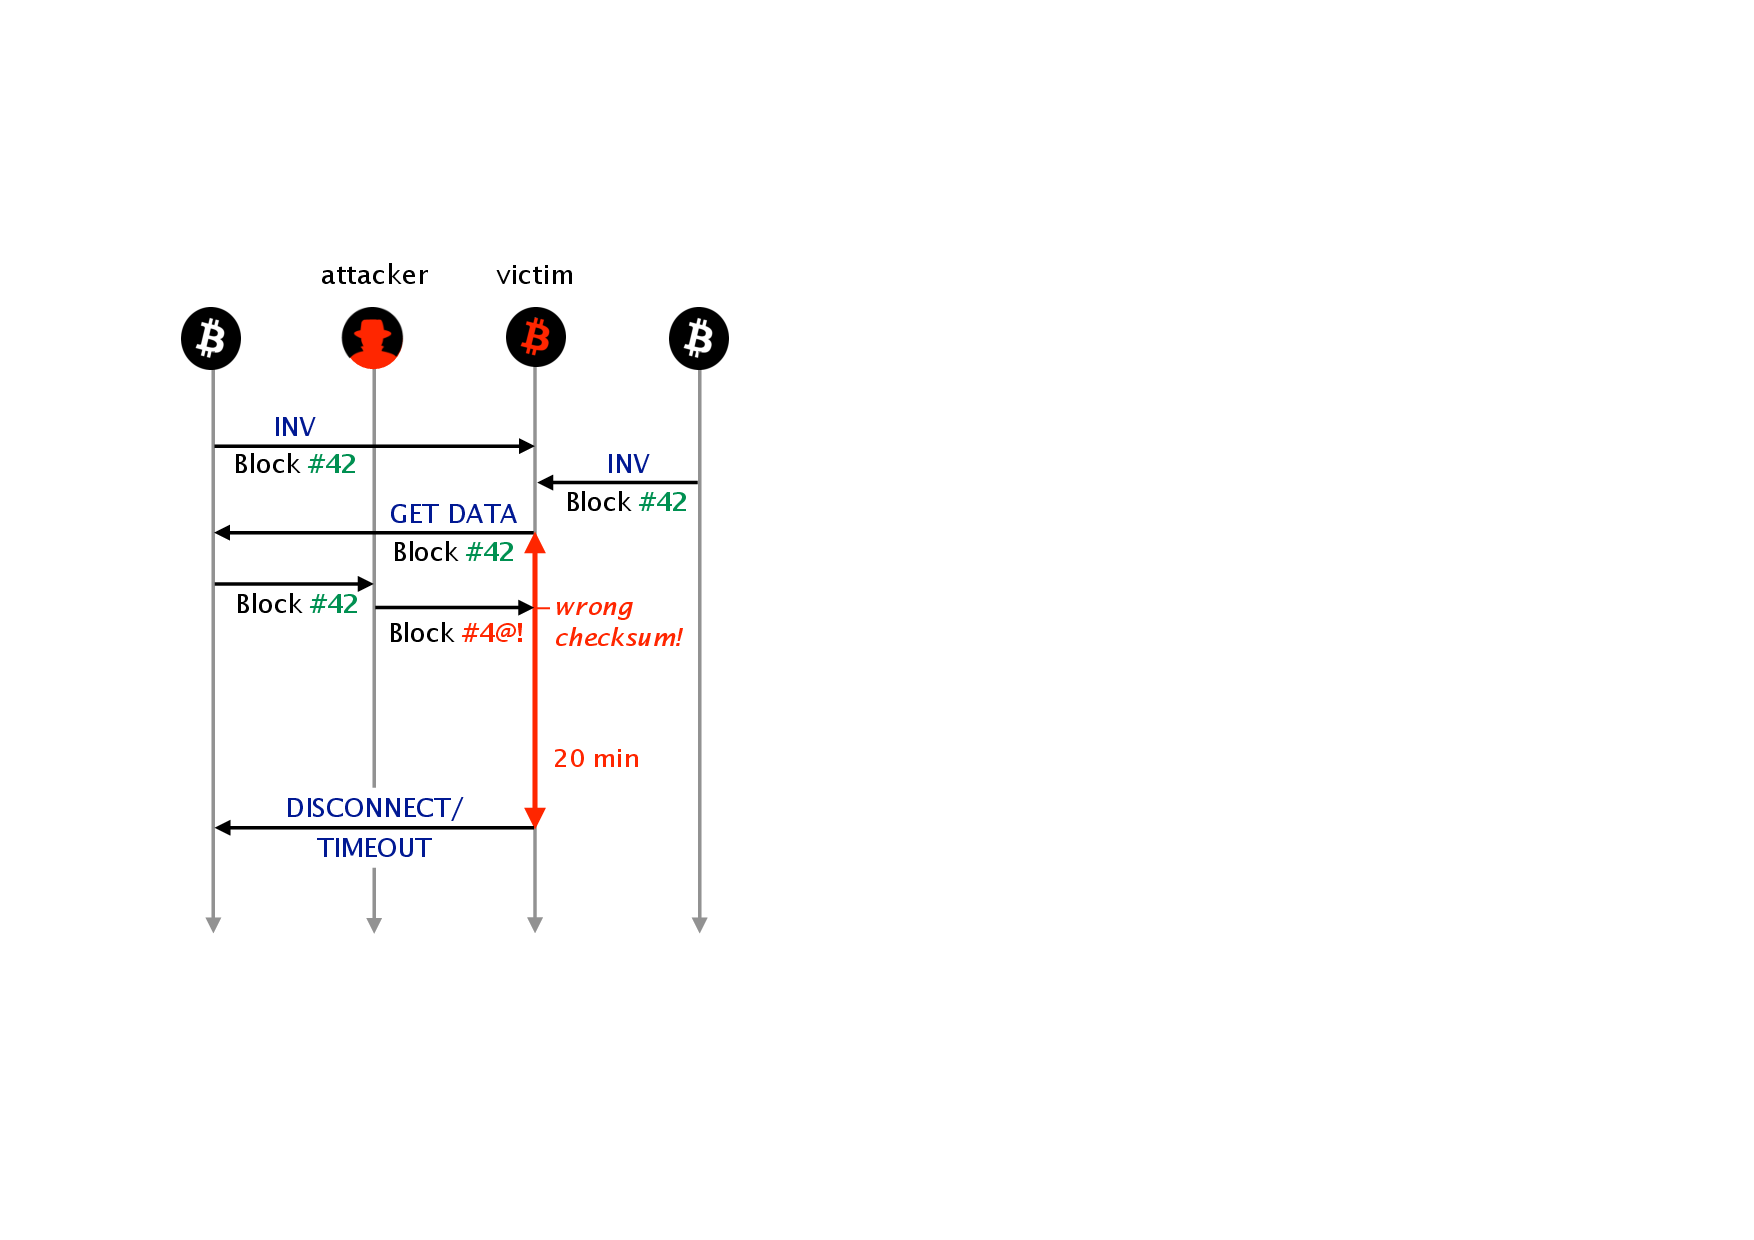 attacker
victim
INV
Block #42
INV
Block #42
GET DATA
Block #42
Block #42
Block #4@!
wrong
checksum!
20 min
DISCONNECT/
TIMEOUT